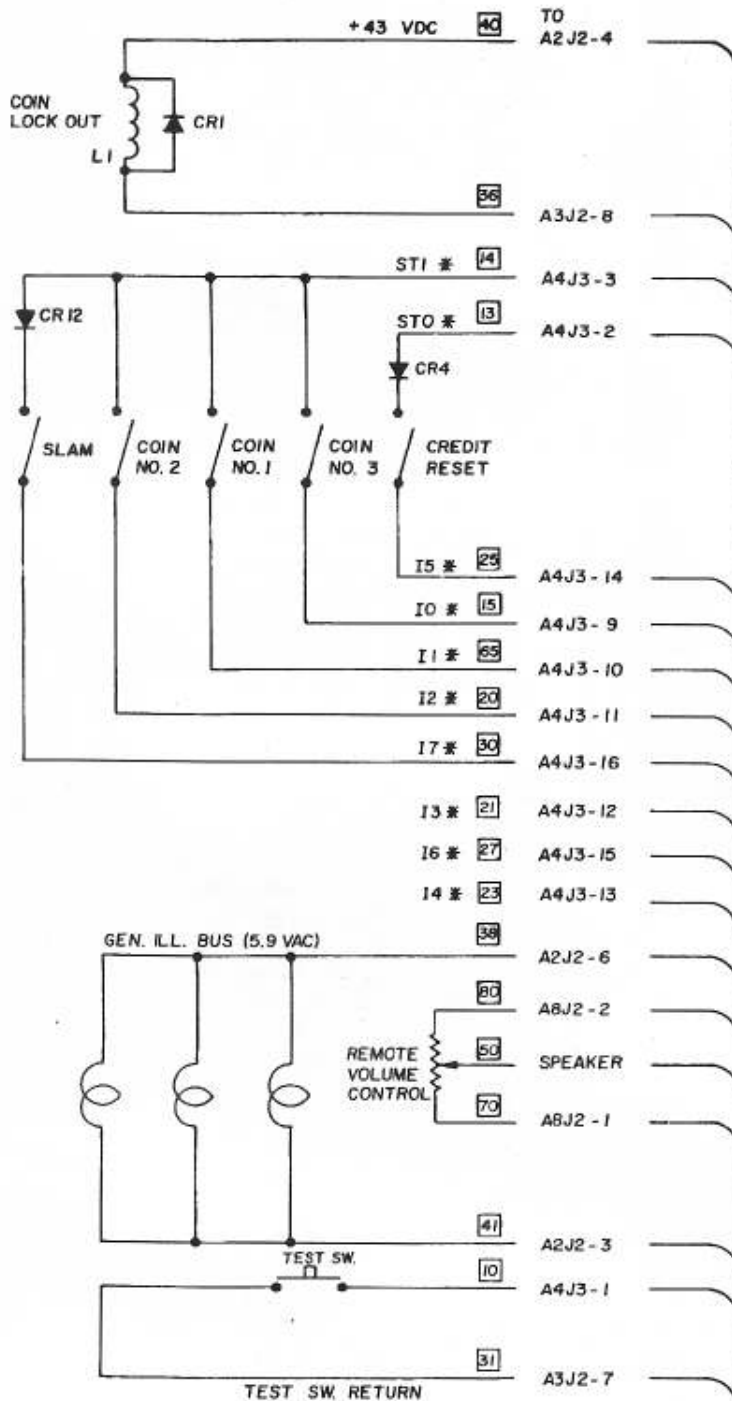 TO
+43 VDC 40 A2J2-4
COIN
LOCK OUT
CR1
L1
36 A3J2-8
ST1 * 14 A4J3-3
CR12
ST0 * 13 A4J3-2
CR4
SLAM
COIN
NO. 2
COIN
NO. 1
COIN
NO. 3
CREDIT
RESET
I5 * 25 A4J3-14
I0 * 15 A4J3-9
I1 * 65 A4J3-10
I2 * 20 A4J3-11
I7 * 30 A4J3-16
I3 * 21 A4J3-12
I6 * 27 A4J3-15
I4 * 23 A4J3-13
GEN. ILL. BUS (5.9 VAC) 38 A2J2-6
80 A8J2-2
REMOTE
VOLUME
CONTROL
50 SPEAKER
70 A8J2-1
41 A2J2-3
TEST SW.
10 A4J3-1
31 A3J2-7
TEST SW. RETURN